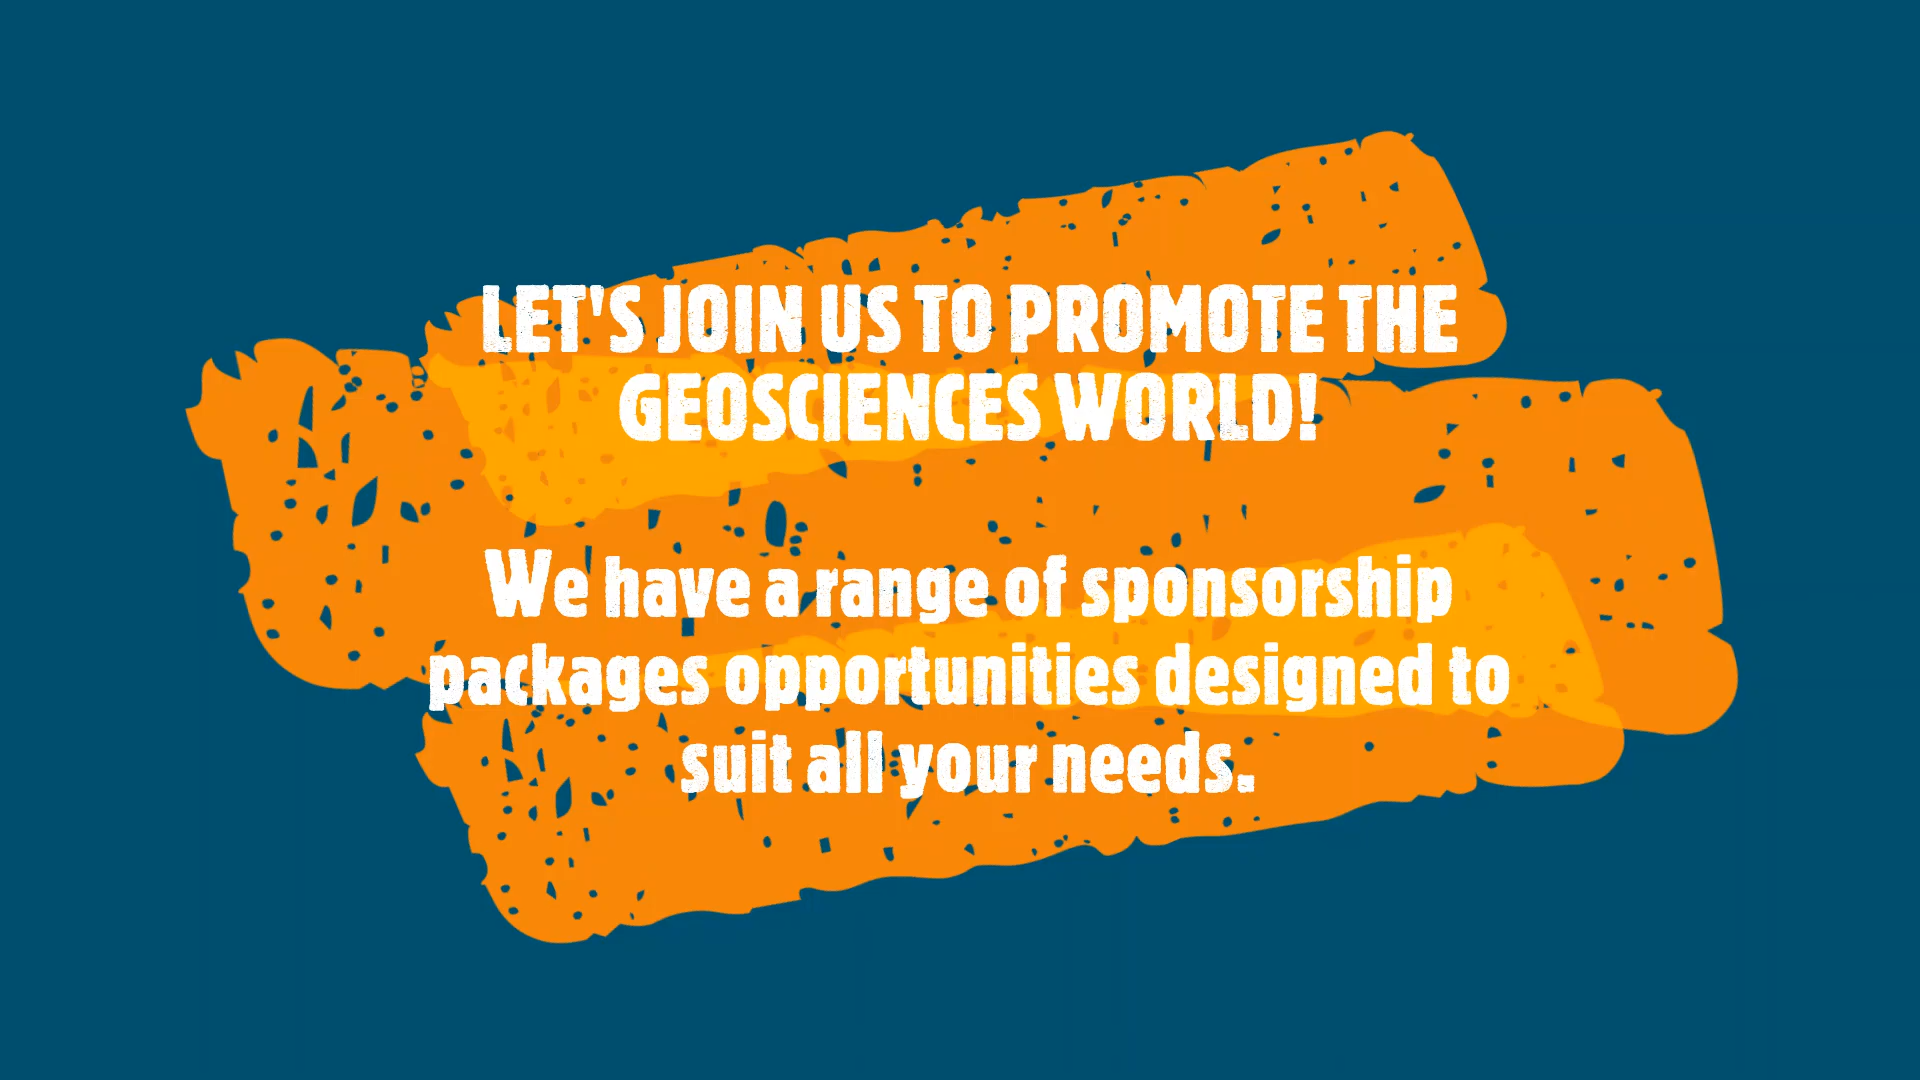 LET'S JOIN US TO PROMOTE THE
GEOSCIENCES WORLD!
We have a range of sponsorship
packages opportunities designed to
suit all your needs.